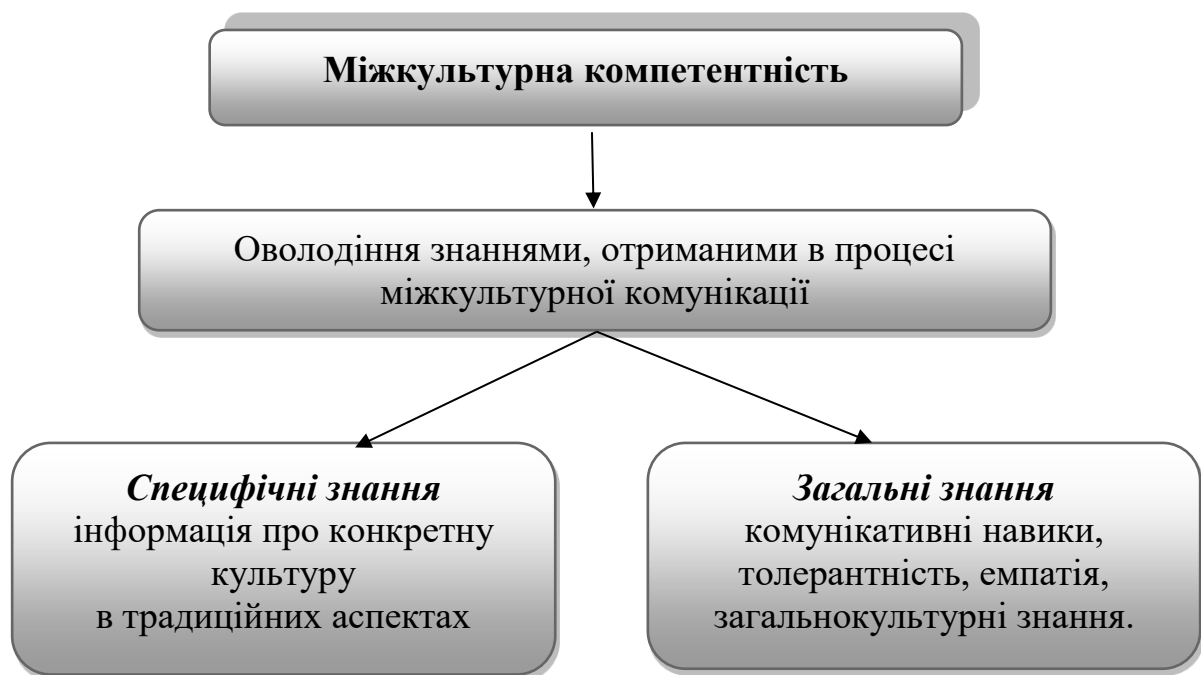 Міжкультурна компетентність
Оволодіння знаннями, отриманими в процесі
міжкультурної комунікації
Специфічні знання
інформація про конкретну
культуру
в традиційних аспектах
Загальні знання
комунікативні навики,
толерантність, емпатія,
загальнокультурні знання.